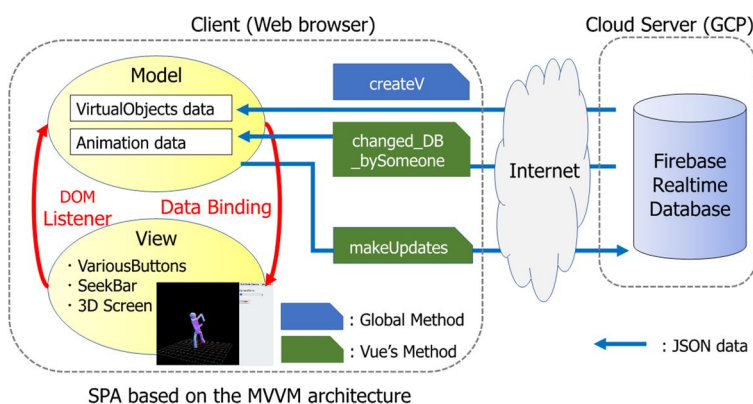 Client (Web browser)
Cloud Server (GCP)
Model
VirtualObjects data
Animation data
createV
changed_DB
_bySomeone
makeUpdates
Internet
Firebase
Realtime
Database
DOM
Listener
Data Binding
View
・VariousButtons
・SeekBar
・3D Screen
: Global Method
: Vue's Method
: JSON data
SPA based on the MVVM architecture